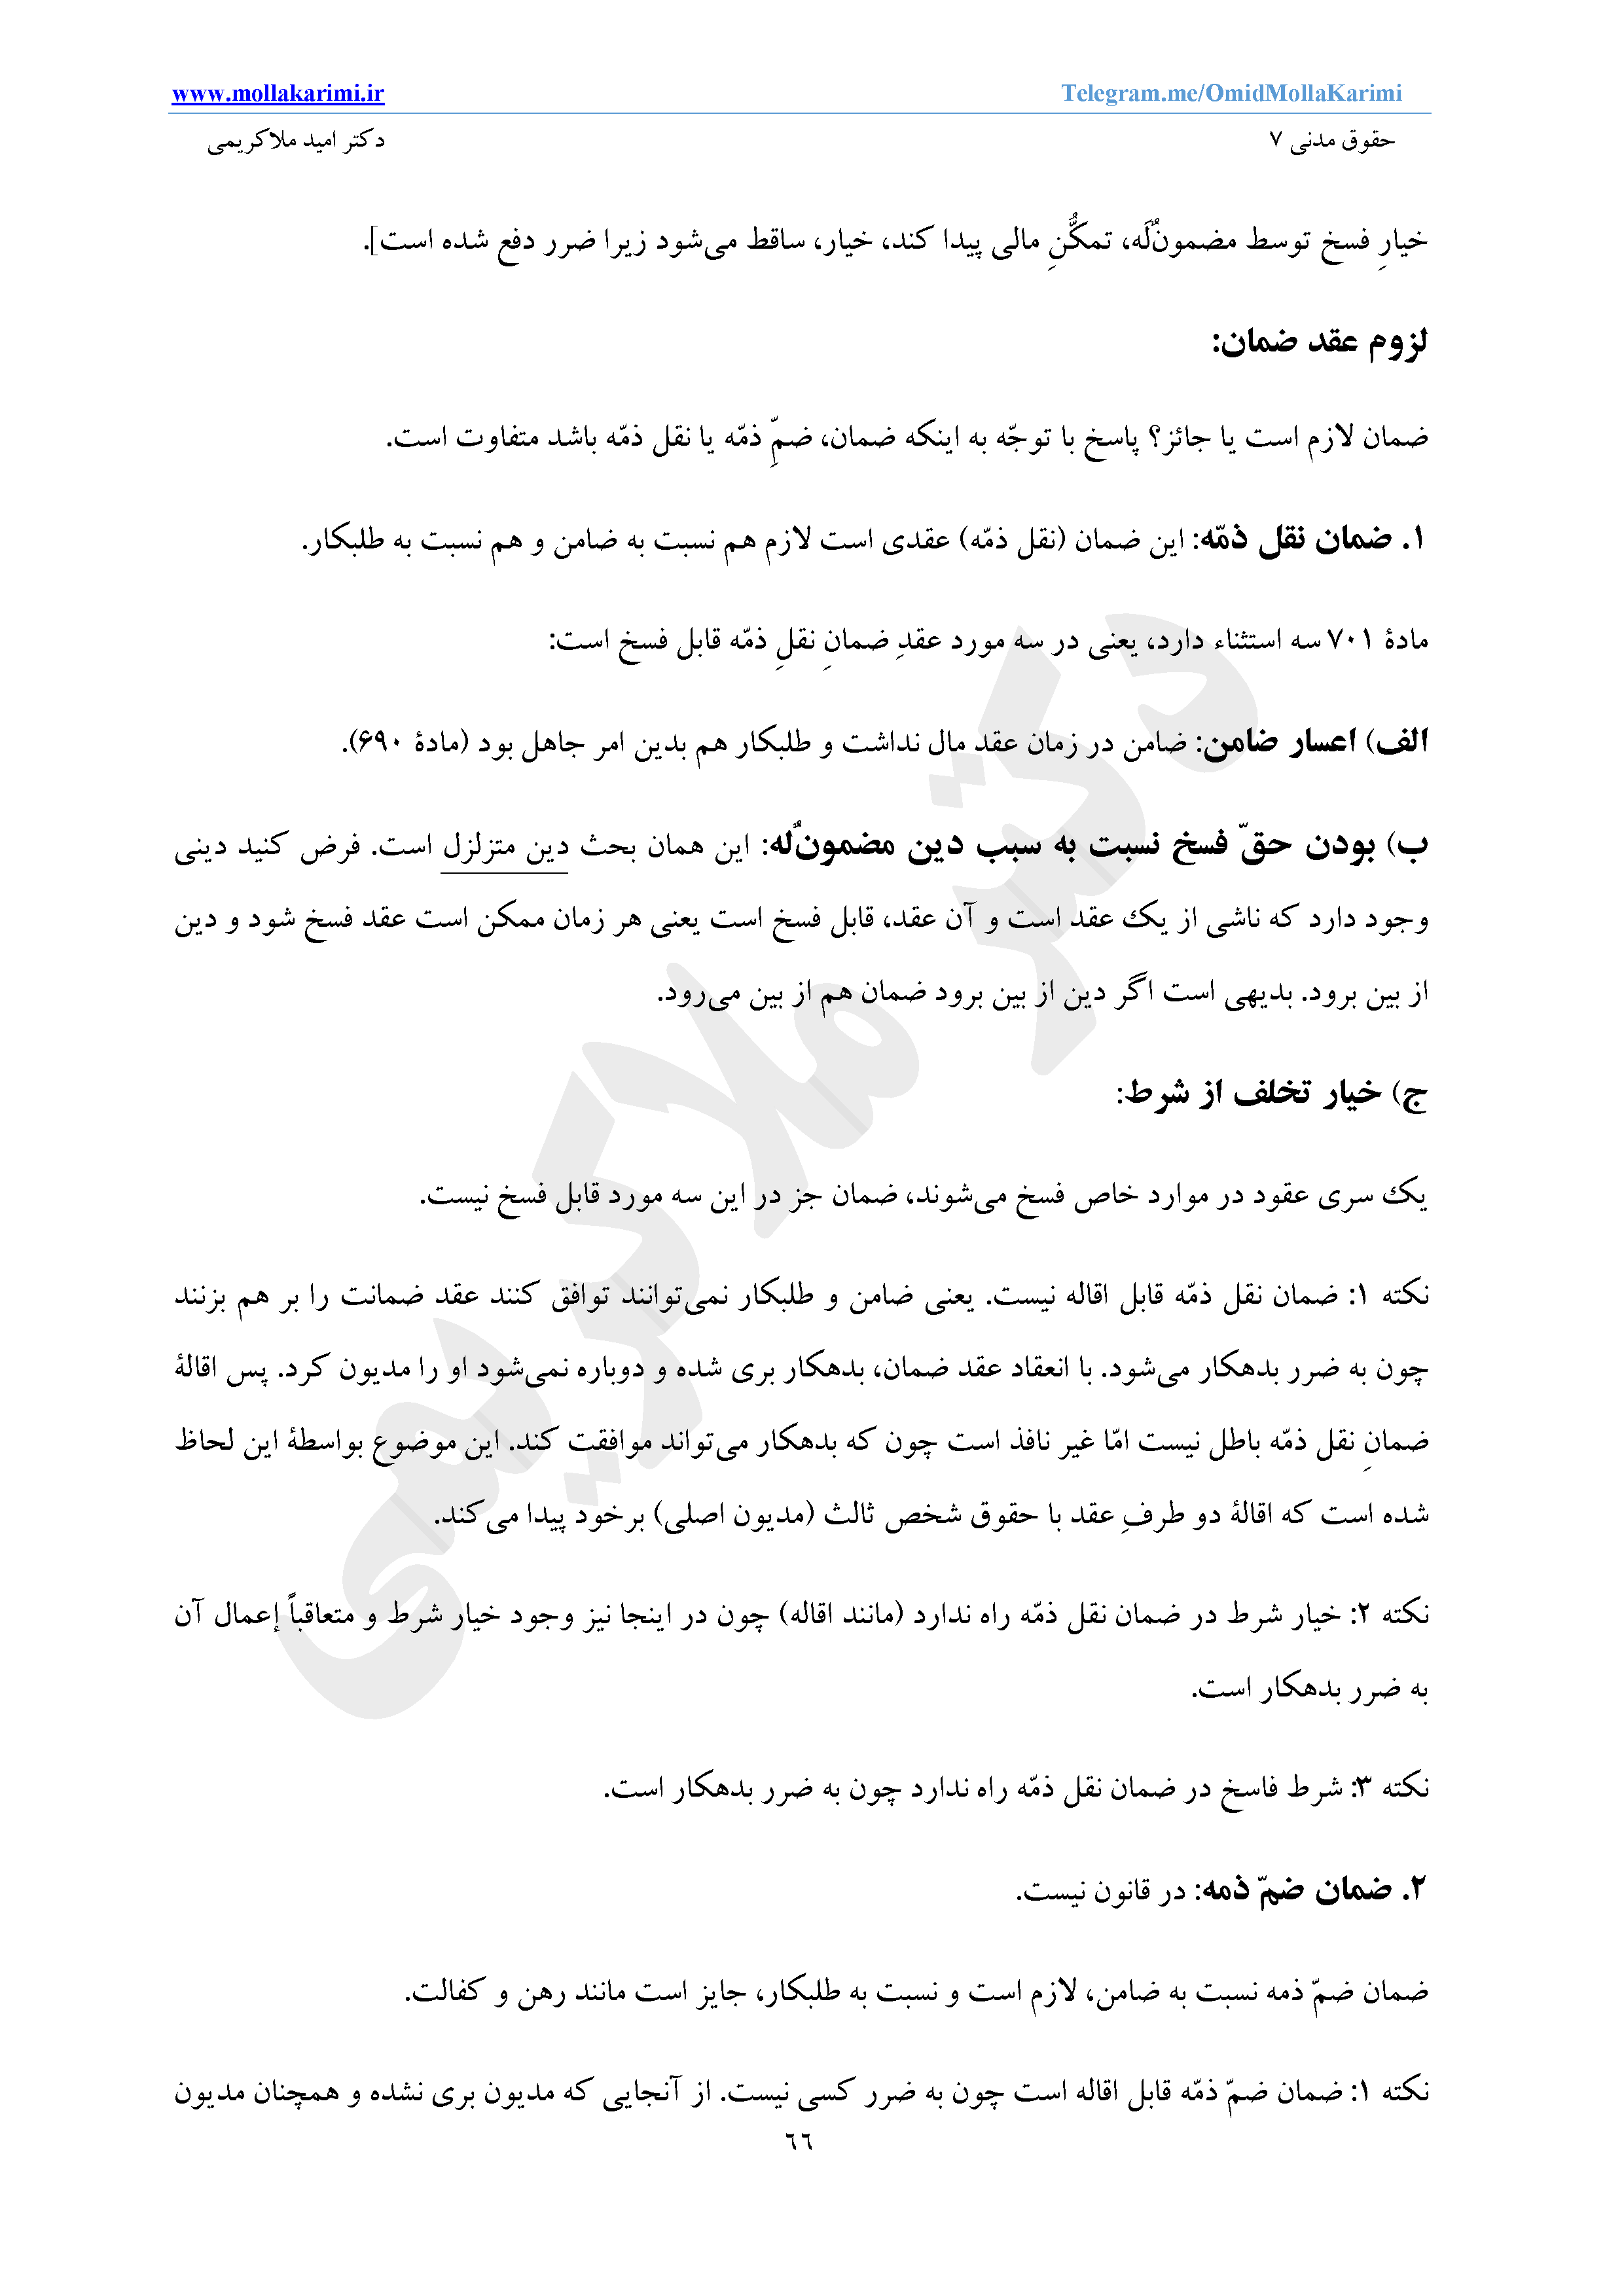 www.mollakarimi.ir Telegram.me/OmidMollaKarimi
حقوق مدنی ۷ دکتر امید ملاکریمی
خیارِ فسخ توسط مضمونٌ‌لَه، تمکُّنِ مالی پیدا کند، خیار، ساقط می‌شود زیرا ضرر دفع شده است].
لزوم عقد ضمان:
ضمان لازم است یا جائز؟ پاسخ با توجّه به اینکه ضمان، ضمِّ ذمّه یا نقل ذمّه باشد متفاوت است.
۱. ضمان نقل ذمّه: این ضمان (نقل ذمّه) عقدی است لازم هم نسبت به ضامن و هم نسبت به طلبکار.
مادۀ ۷۰۱ سه استثناء دارد، یعنی در سه مورد عقدِ ضمانِ نقلِ ذمّه قابل فسخ است:
الف) اعسار ضامن: ضامن در زمان عقد مال نداشت و طلبکار هم بدین امر جاهل بود (مادۀ ۶۹۰).
ب) بودن حقّ فسخ نسبت به سبب دین مضمونٌ‌له: این همان بحث دین متزلزل است. فرض کنید دینی
وجود دارد که ناشی از یک عقد است و آن عقد، قابل فسخ است یعنی هر زمان ممکن است عقد فسخ شود و دین
از بین برود. بدیهی است اگر دین از بین برود ضمان هم از بین می‌رود.
ج) خیار تخلف از شرط:
یک سری عقود در موارد خاص فسخ می‌شوند، ضمان جز در این سه مورد قابل فسخ نیست.
نکته ۱: ضمان نقل ذمّه قابل اقاله نیست. یعنی ضامن و طلبکار نمی‌توانند توافق کنند عقد ضمانت را بر هم بزنند
چون به ضرر بدهکار می‌شود. با انعقاد عقد ضمان، بدهکار بری شده و دوباره نمی‌شود او را مدیون کرد. پس اقالۀ
ضمانِ نقل ذمّه باطل نیست امّا غیر نافذ است چون که بدهکار می‌تواند موافقت کند. این موضوع بواسطۀ این لحاظ
شده است که اقالۀ دو طرفِ عقد با حقوق شخص ثالث (مدیون اصلی) برخود پیدا می‌کند.
نکته ۲: خیار شرط در ضمان نقل ذمّه راه ندارد (مانند اقاله) چون در اینجا نیز وجود خیار شرط و متعاقباً إعمال آن
به ضرر بدهکار است.
نکته ۳: شرط فاسخ در ضمان نقل ذمّه راه ندارد چون به ضرر بدهکار است.
۲. ضمان ضمّ ذمه: در قانون نیست.
ضمان ضمّ ذمه نسبت به ضامن، لازم است و نسبت به طلبکار، جایز است مانند رهن و کفالت.
نکته ۱: ضمان ضمّ ذمّه قابل اقاله است چون به ضرر کسی نیست. از آنجایی که مدیون بری نشده و همچنان مدیون
٦٦
دکتر ملاکریمی